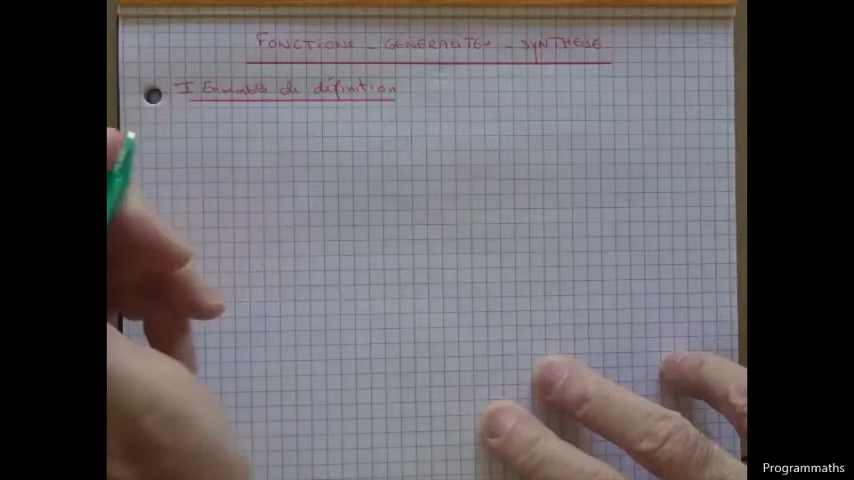 FONCTIONS - GENERALITES - SYNTHESE
I Ensemble de définition
Programmaths